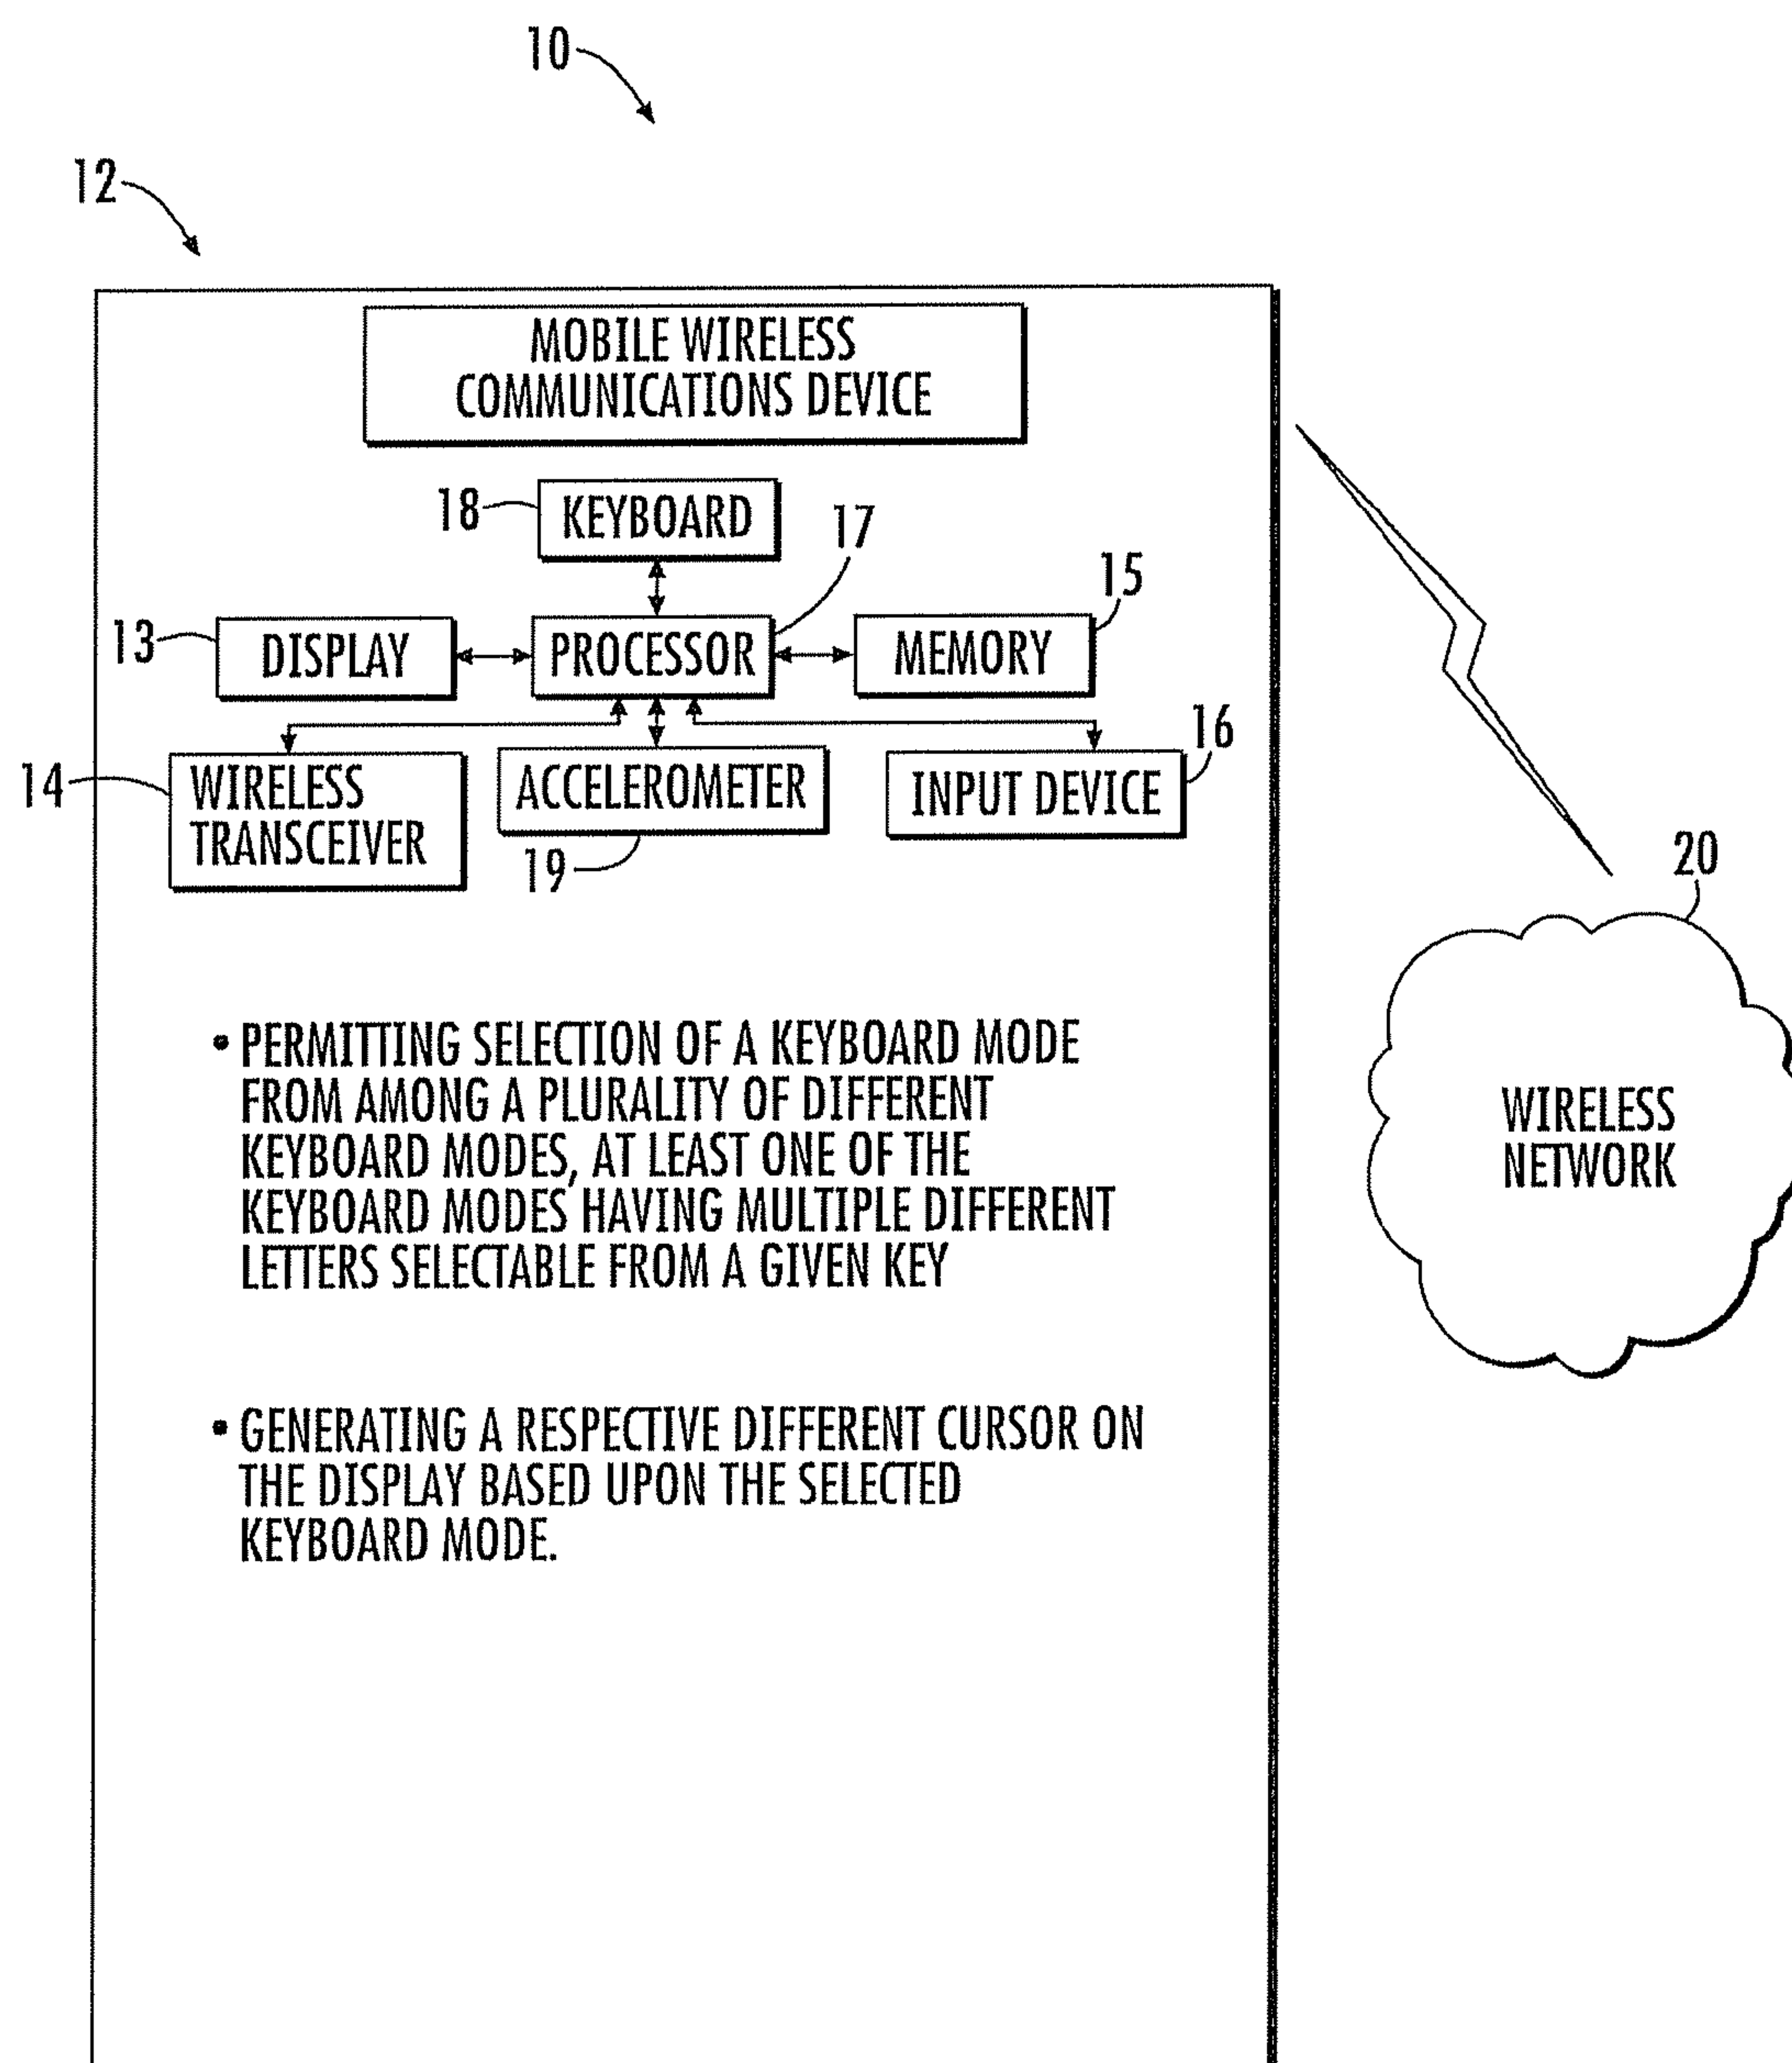 10
12
MOBILE WIRELESS
COMMUNICATIONS DEVICE
18
KEYBOARD
17
15
13
DISPLAY
PROCESSOR
MEMORY
16
14
WIRELESS
TRANSCEIVER
ACCELEROMETER
INPUT DEVICE
19
20
WIRELESS
NETWORK
• PERMITTING SELECTION OF A KEYBOARD MODE
FROM AMONG A PLURALITY OF DIFFERENT
KEYBOARD MODES, AT LEAST ONE OF THE
KEYBOARD MODES HAVING MULTIPLE DIFFERENT
LETTERS SELECTABLE FROM A GIVEN KEY
• GENERATING A RESPECTIVE DIFFERENT CURSOR ON
THE DISPLAY BASED UPON THE SELECTED
KEYBOARD MODE.